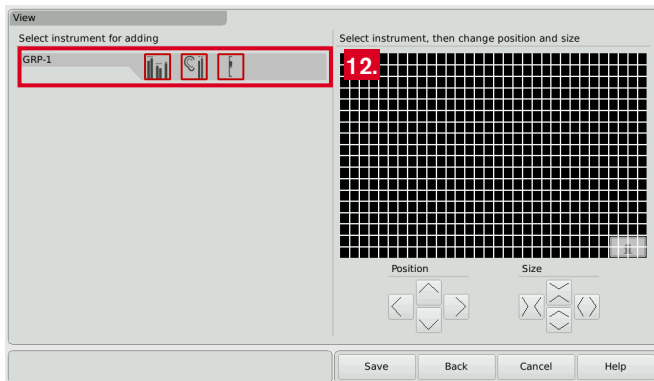 View
Select instrument for adding
Select instrument, then change position and size
GRP-1
12.
Position
Size
Save
Back
Cancel
Help